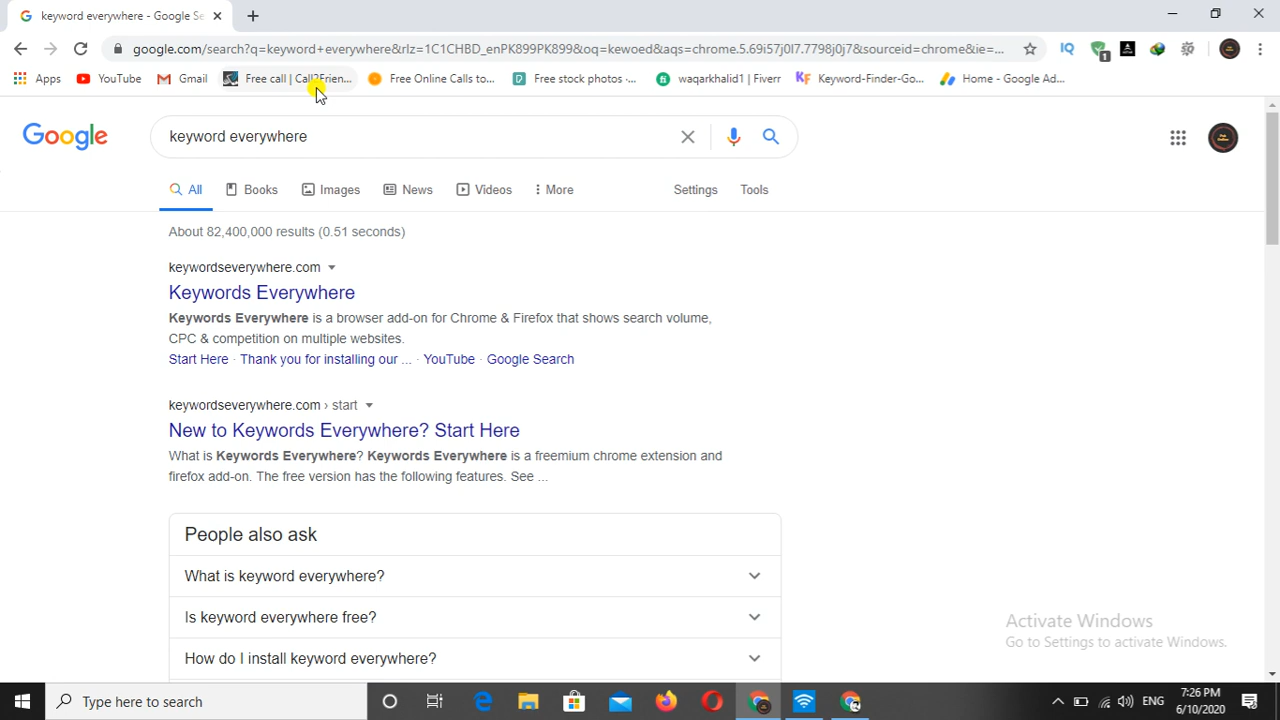 keyword everywhere - Google Se
google.com/search?q=keyword+everywhere&rlz=1C1CHBD_enPK899PK899&oq=kewoed&aqs=chrome.5.69i57j0l7.7798j0j7&sourceid=chrome&ie=...
Apps YouTube Gmail Free call | Call2Frien... Free Online Calls to... Free stock photos ·... waqarkhalid1 | Fiverr Keyword-Finder-Go... Home - Google Ad...
Google keyword everywhere
All Books Images News Videos More Settings Tools
About 82,400,000 results (0.51 seconds)
keywordseverywhere.com
Keywords Everywhere
Keywords Everywhere is a browser add-on for Chrome & Firefox that shows search volume,
CPC & competition on multiple websites.
Start Here · Thank you for installing our ... · YouTube · Google Search
keywordseverywhere.com › start
New to Keywords Everywhere? Start Here
What is Keywords Everywhere? Keywords Everywhere is a freemium chrome extension and
firefox add-on. The free version has the following features. See ...
People also ask
What is keyword everywhere?
Is keyword everywhere free?
How do I install keyword everywhere?
Activate Windows
Go to Settings to activate Windows.
Type here to search
ENG
7:26 PM
6/10/2020